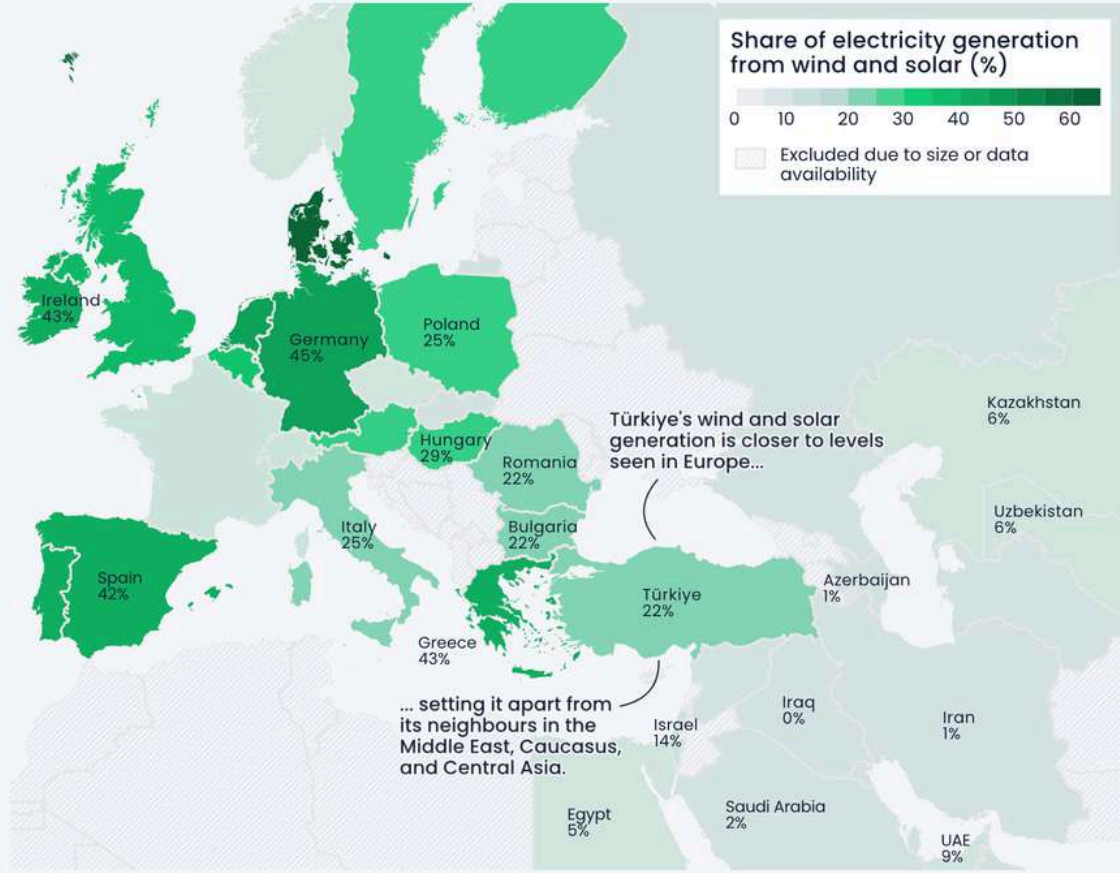 Share of electricity generation
from wind and solar (%)
0 10 20 30 40 50 60
Excluded due to size or data
availability
Ireland
43%
Germany
45%
Poland
25%
Kazakhstan
6%
Türkiye's wind and solar
generation is closer to levels
seen in Europe...
Hungary
29%
Romania
22%
Uzbekistan
6%
Italy
25%
Bulgaria
22%
Spain
42%
Türkiye
22%
Azerbaijan
1%
Greece
43%
... setting it apart from
its neighbours in the
Middle East, Caucasus,
and Central Asia.
Israel
14%
Iraq
0%
Iran
1%
Egypt
5%
Saudi Arabia
2%
UAE
9%